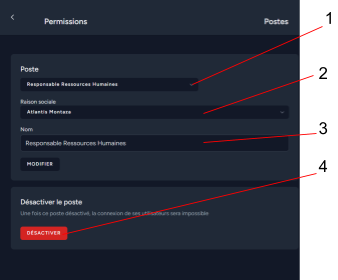 Permissions
Postes
1
Poste
Responsable Ressources Humaines
2
Raison sociale
Atlantis Montaza
3
Nom
Responsable Ressources Humaines
MODIFIER
4
Désactiver le poste
Une fois ce poste désactivé, la connexion de ses utilisateurs sera impossible
DÉSACTIVER